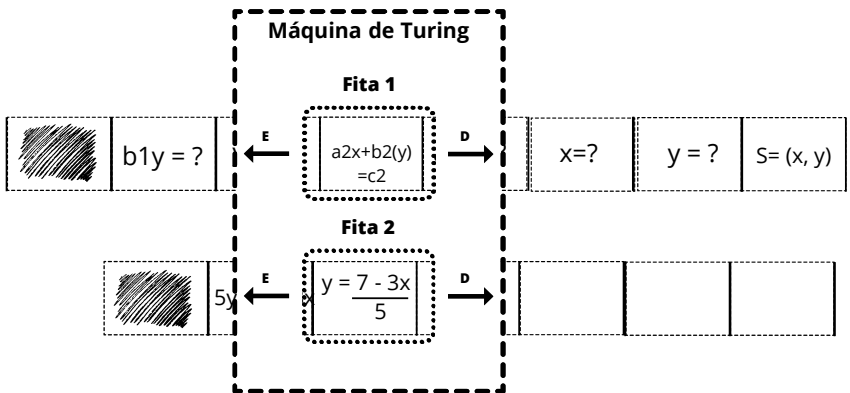 Máquina de Turing
Fita 1
E
D
b1y = ?
a2x+b2(y)
=c2
x=?
y = ?
S= (x, y)
Fita 2
E
D
5y
x
y = 7 - 3x
5